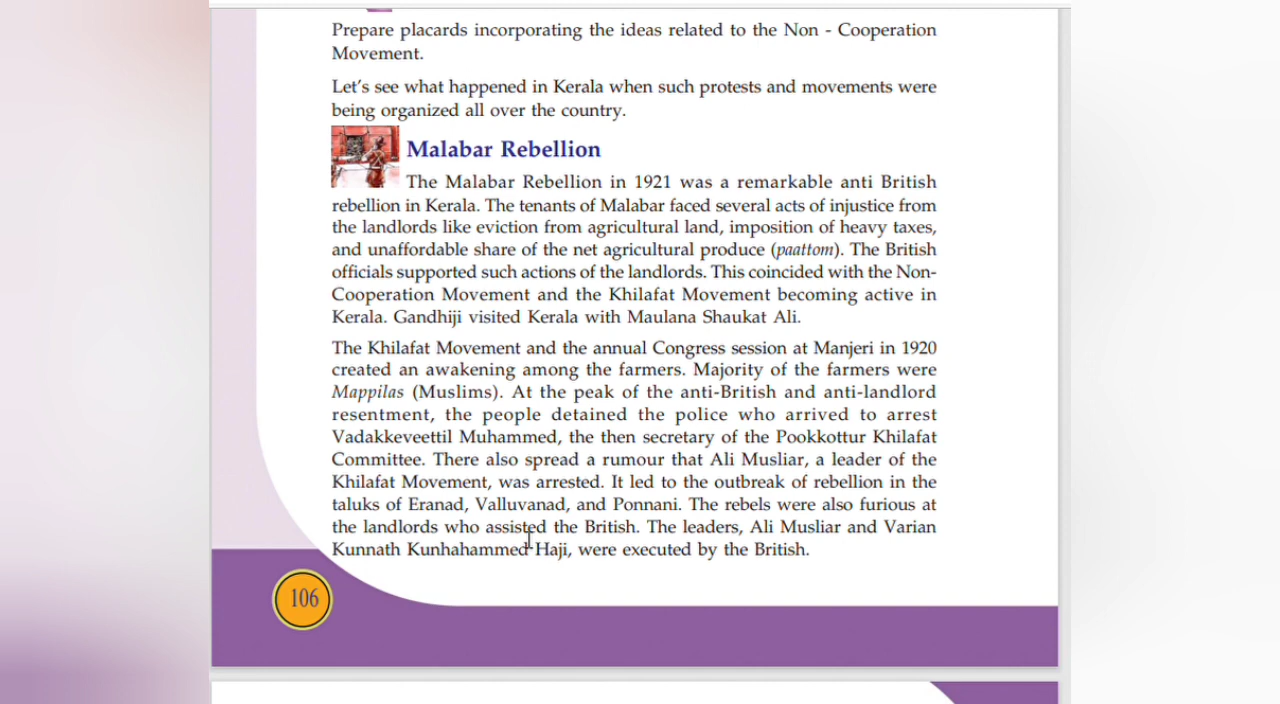 Prepare placards incorporating the ideas related to the Non - Cooperation
Movement.
Let's see what happened in Kerala when such protests and movements were
being organized all over the country.
Malabar Rebellion
The Malabar Rebellion in 1921 was a remarkable anti British
rebellion in Kerala. The tenants of Malabar faced several acts of injustice from
the landlords like eviction from agricultural land, imposition of heavy taxes,
and unaffordable share of the net agricultural produce (paattom). The British
officials supported such actions of the landlords. This coincided with the Non-
Cooperation Movement and the Khilafat Movement becoming active in
Kerala. Gandhiji visited Kerala with Maulana Shaukat Ali.
The Khilafat Movement and the annual Congress session at Manjeri in 1920
created an awakening among the farmers. Majority of the farmers were
Mappilas (Muslims). At the peak of the anti-British and anti-landlord
resentment, the people detained the police who arrived to arrest
Vadakkeveettil Muhammed, the then secretary of the Pookkottur Khilafat
Committee. There also spread a rumour that Ali Musliar, a leader of the
Khilafat Movement, was arrested. It led to the outbreak of rebellion in the
taluks of Eranad, Valluvanad, and Ponnani. The rebels were also furious at
the landlords who assisted the British. The leaders, Ali Musliar and Varian
Kunnath Kunhahammed Haji, were executed by the British.
106